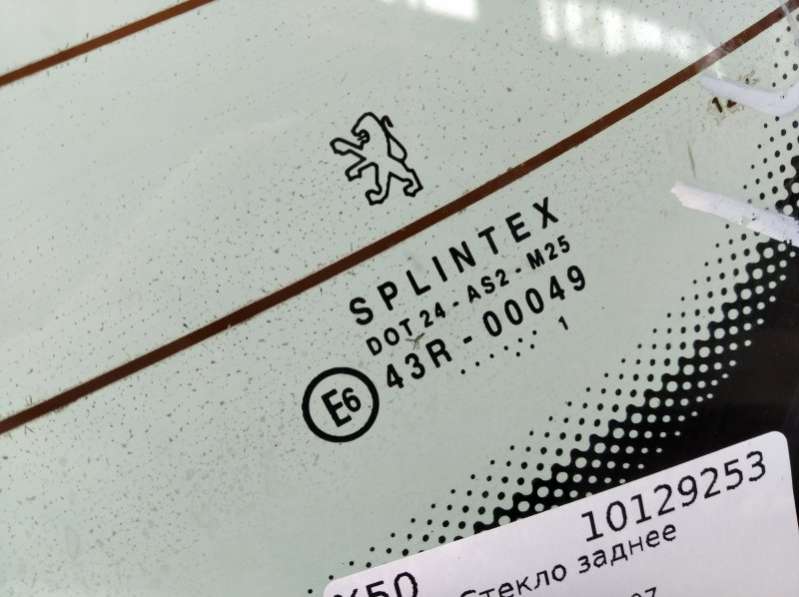 SPLINTEX
DOT 24 - AS2 - M25
E6 43R - 00049
...... 1
10129253
Стекло заднее